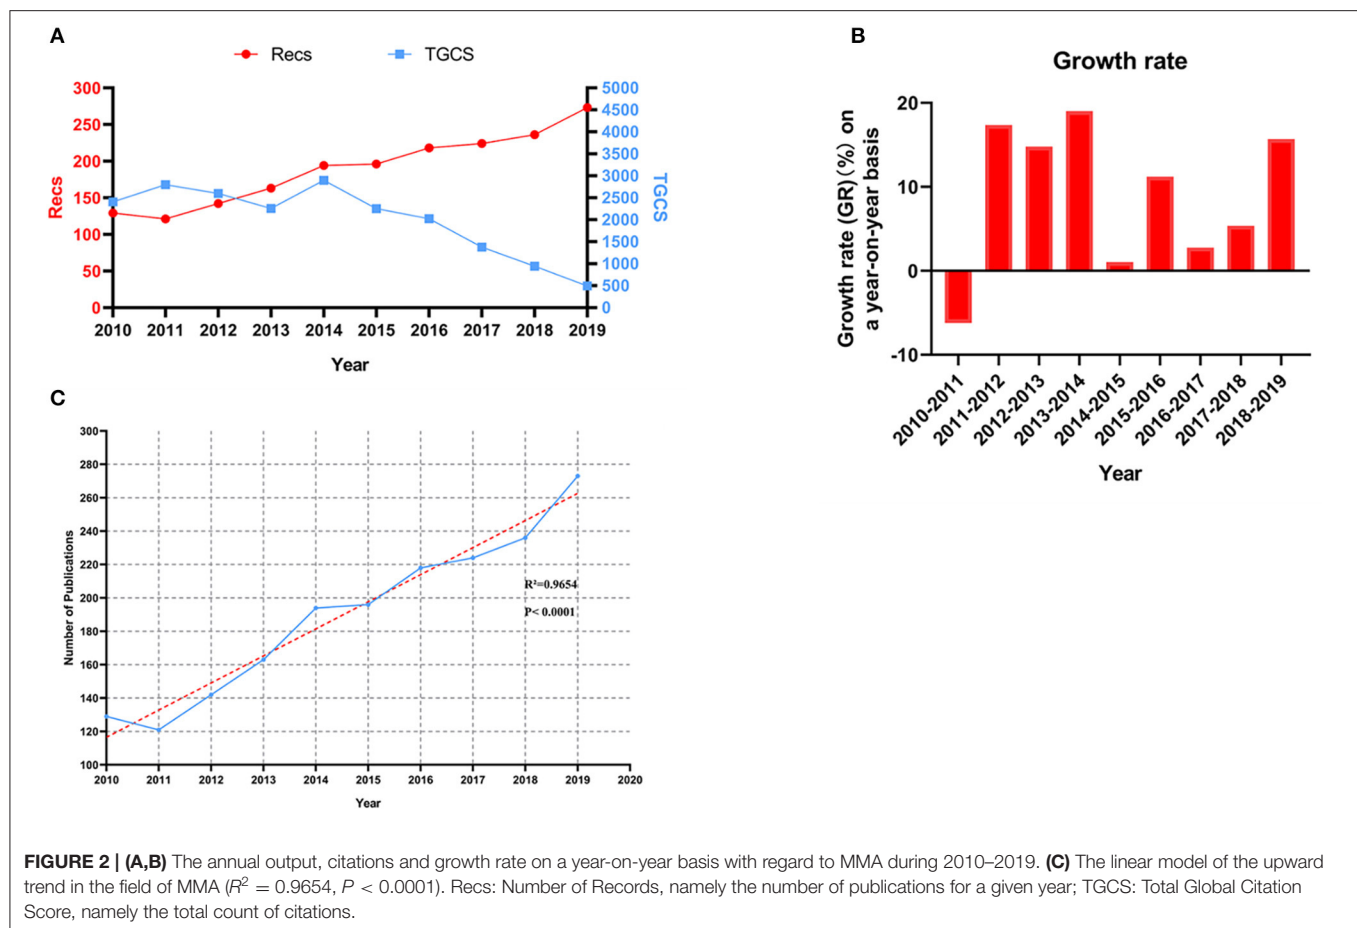 A
Recs
TGCS
300
250
200
150
100
50
0
Recs
5000
4500
4000
3500
3000
2500
2000
1500
1000
500
0
TGCS
2010 2011 2012 2013 2014 2015 2016 2017 2018 2019
Year
B
Growth rate
Growth rate (GR)(%) on
a year-on-year basis
20
10
0
-10
2010-2011
2011-2012
2012-2013
2013-2014
2014-2015
2015-2016
2016-2017
2017-2018
2018-2019
Year
C
Number of Publications
300
280
260
240
220
200
180
160
140
120
100
R²=0.9654
P< 0.0001
2010 2011 2012 2013 2014 2015 2016 2017 2018 2019 2020
Year
FIGURE 2 | (A,B) The annual output, citations and growth rate on a year-on-year basis with regard to MMA during 2010–2019. (C) The linear model of the upward
trend in the field of MMA (R² = 0.9654, P < 0.0001). Recs: Number of Records, namely the number of publications for a given year; TGCS: Total Global Citation
Score, namely the total count of citations.